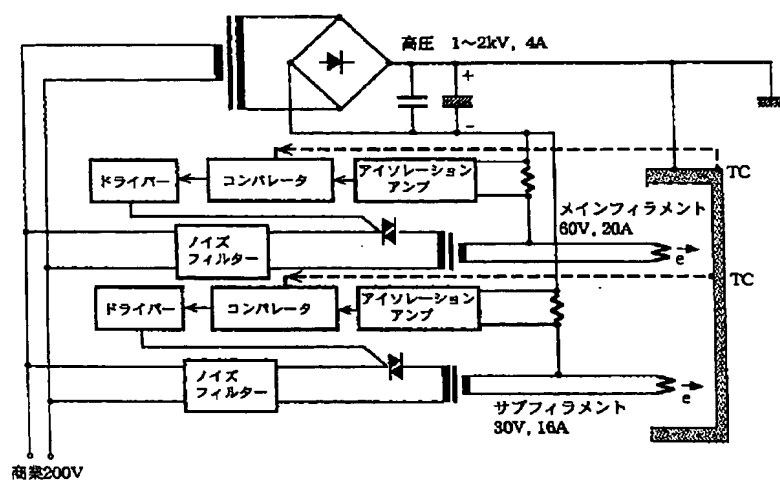 高圧 1～2kV, 4A
+
-
TC
ドライバー
コンパレータ
アイソレーション
アンプ
メインフィラメント
60V, 20A
ノイズ
フィルター
e
TC
ドライバー
コンパレータ
アイソレーション
アンプ
ノイズ
フィルター
e
サブフィラメント
30V, 16A
商業200V